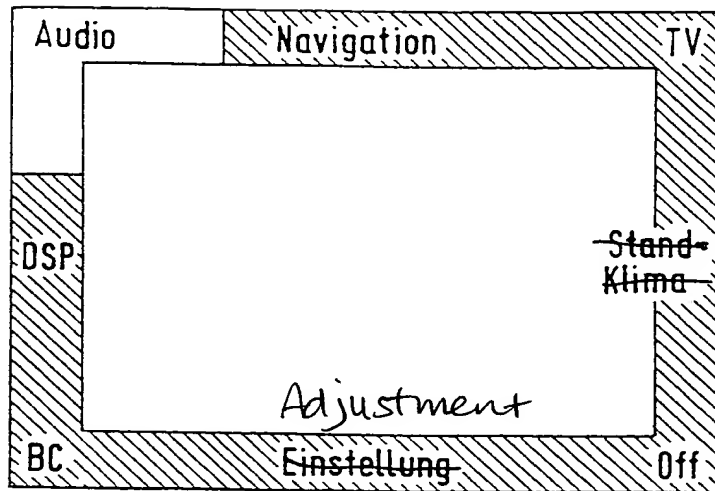 Audio Navigation TV
DSP
Stand-
Klima
Adjustment
BC Einstellung Off